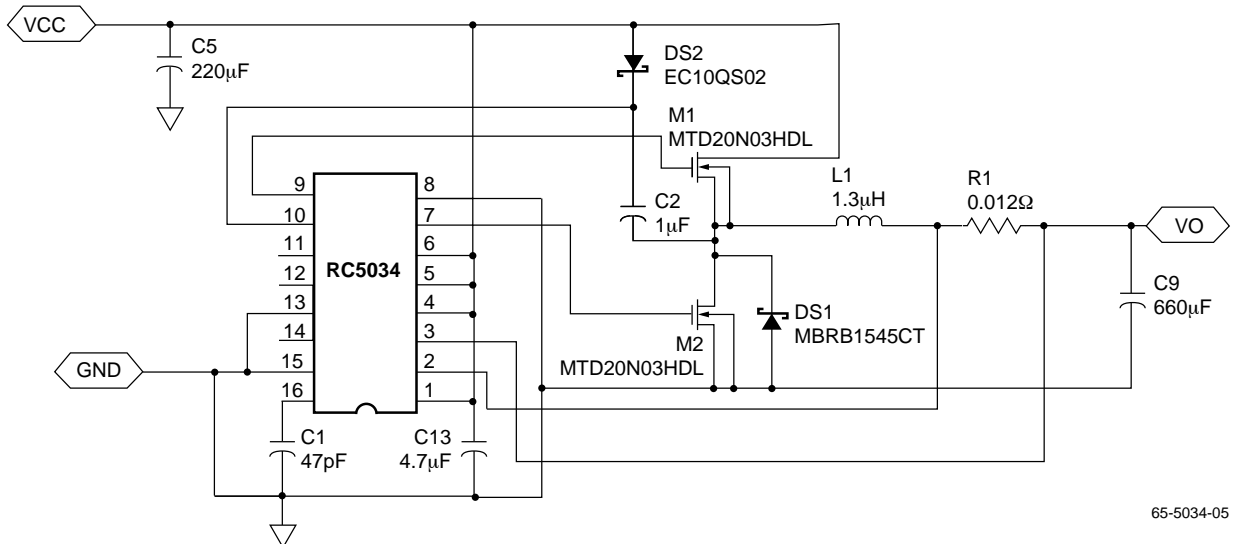 VCC
C5
220µF
DS2
EC10QS02
M1
MTD20N03HDL
L1
1.3µH
R1
0.012Ω
VO
C2
1µF
9
10
11
12
13
14
15
16
RC5034
8
7
6
5
4
3
2
1
DS1
MBRB1545CT
M2
MTD20N03HDL
C9
660µF
GND
C1
47pF
C13
4.7µF
65-5034-05